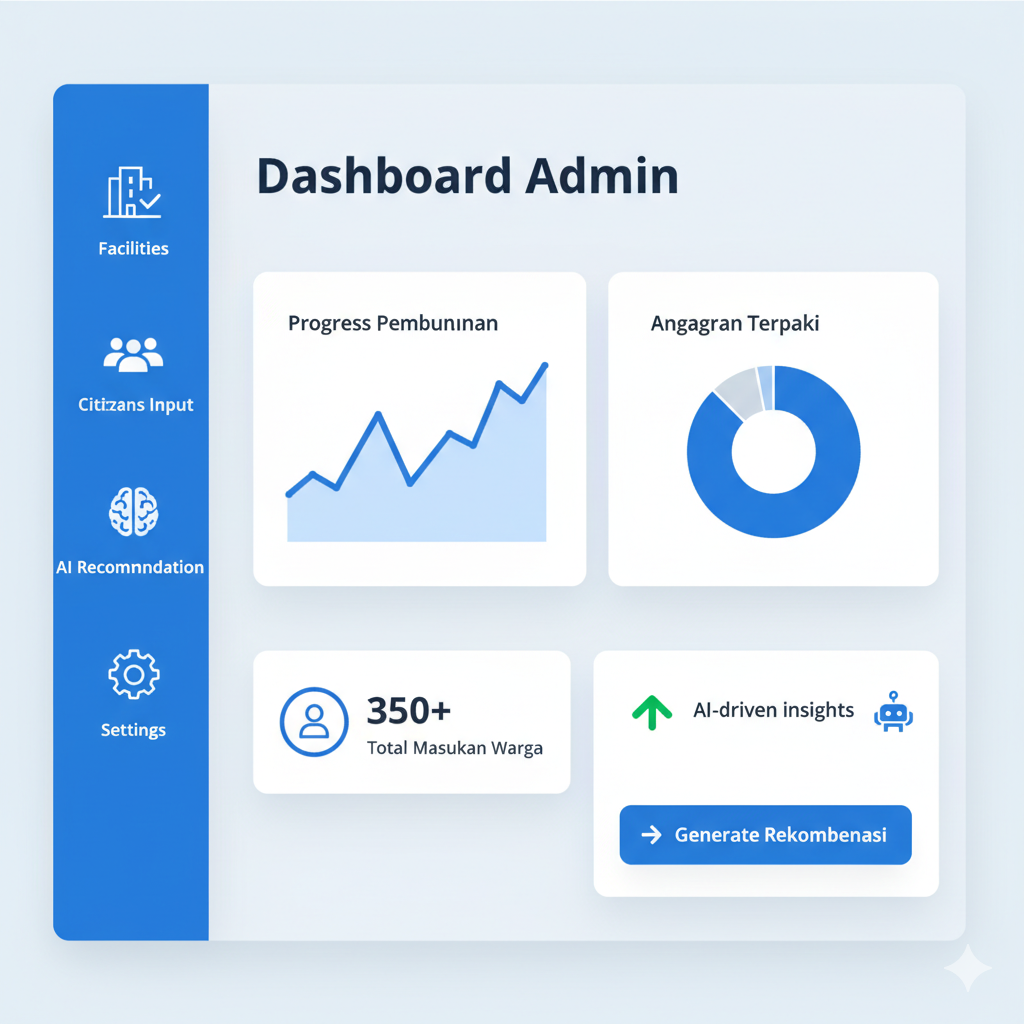 Dashboard Admin
Facilities
Citizans Input
AI Recomnndation
Settings
Progress Pembunınan
Angagran Terpaki
350+
Total Masukan Warga
AI-driven insights
Generate Rekombenasi